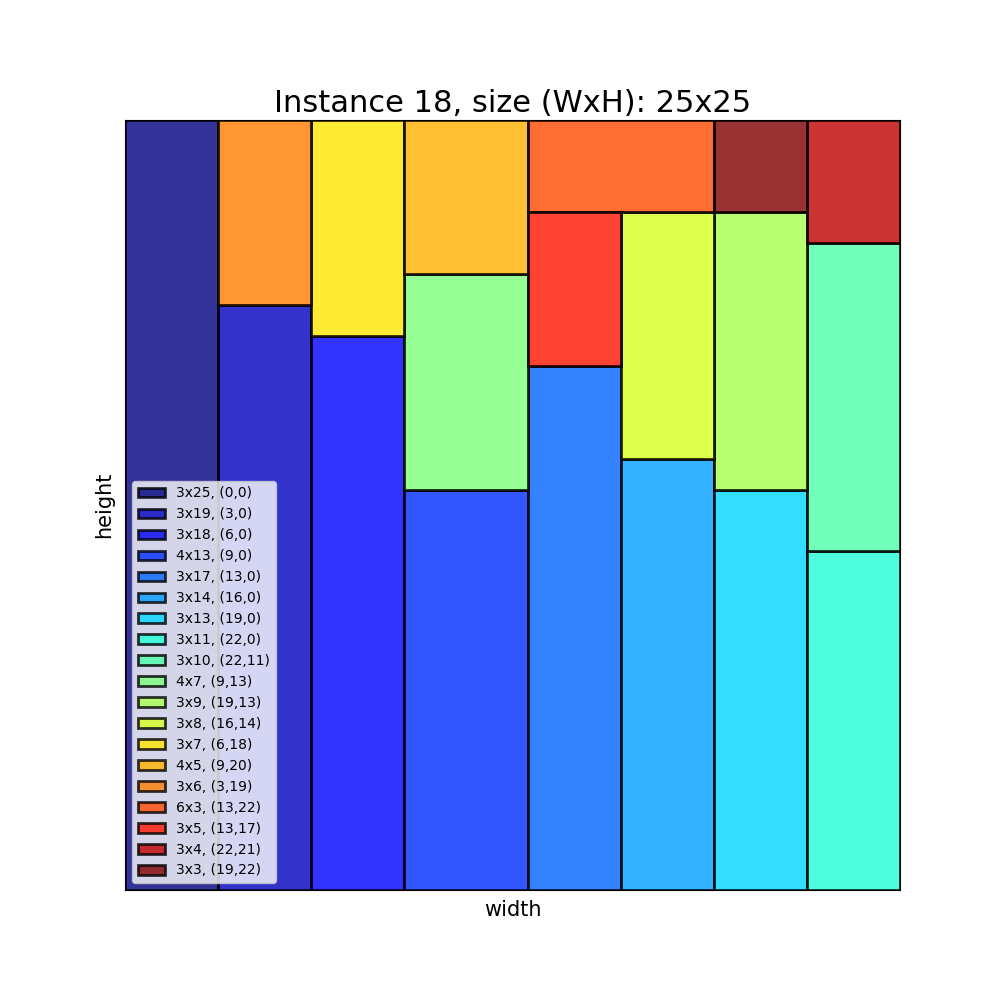 Instance 18, size (WxH): 25x25
height
3x25, (0,0)
3x19, (3,0)
3x18, (6,0)
4x13, (9,0)
3x17, (13,0)
3x14, (16,0)
3x13, (19,0)
3x11, (22,0)
3x10, (22,11)
4x7, (9,13)
3x9, (19,13)
3x8, (16,14)
3x7, (6,18)
4x5, (9,20)
3x6, (3,19)
6x3, (13,22)
3x5, (13,17)
3x4, (22,21)
3x3, (19,22)
width